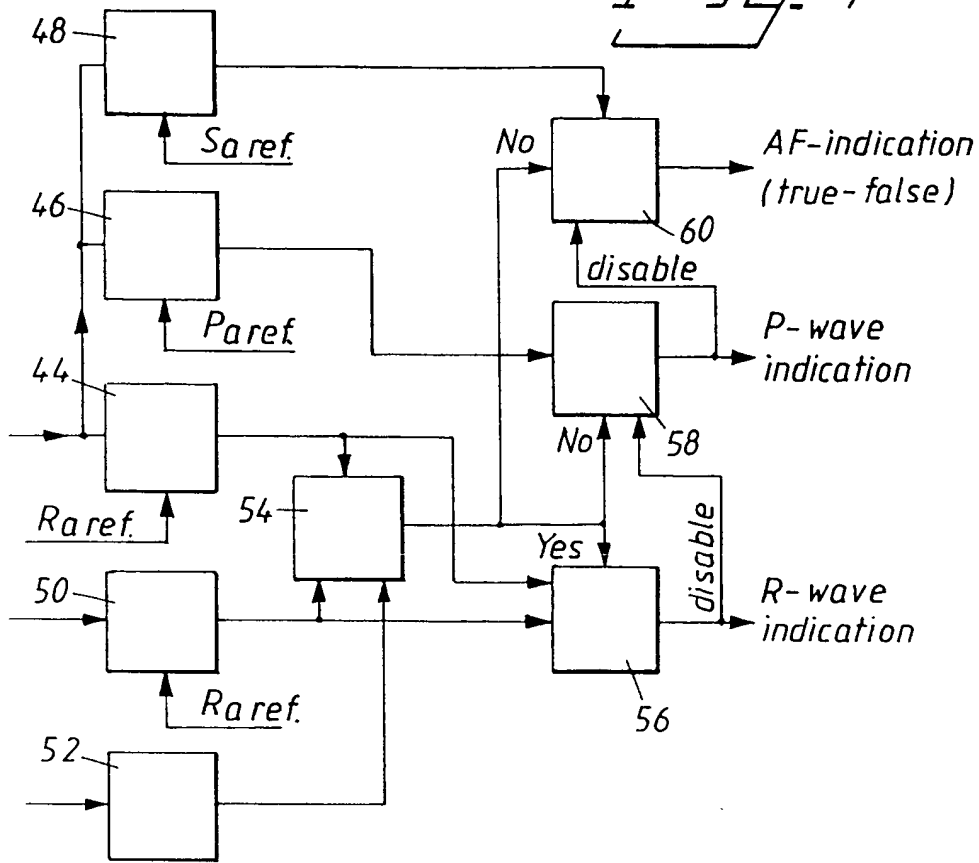 48
Sa ref.
No
AF-indication
(true-false)
60
46
disable
Pa ref.
P-wave
indication
44
58
No
Ra ref.
54
Yes
disable
50
R-wave
indication
Ra ref.
56
52